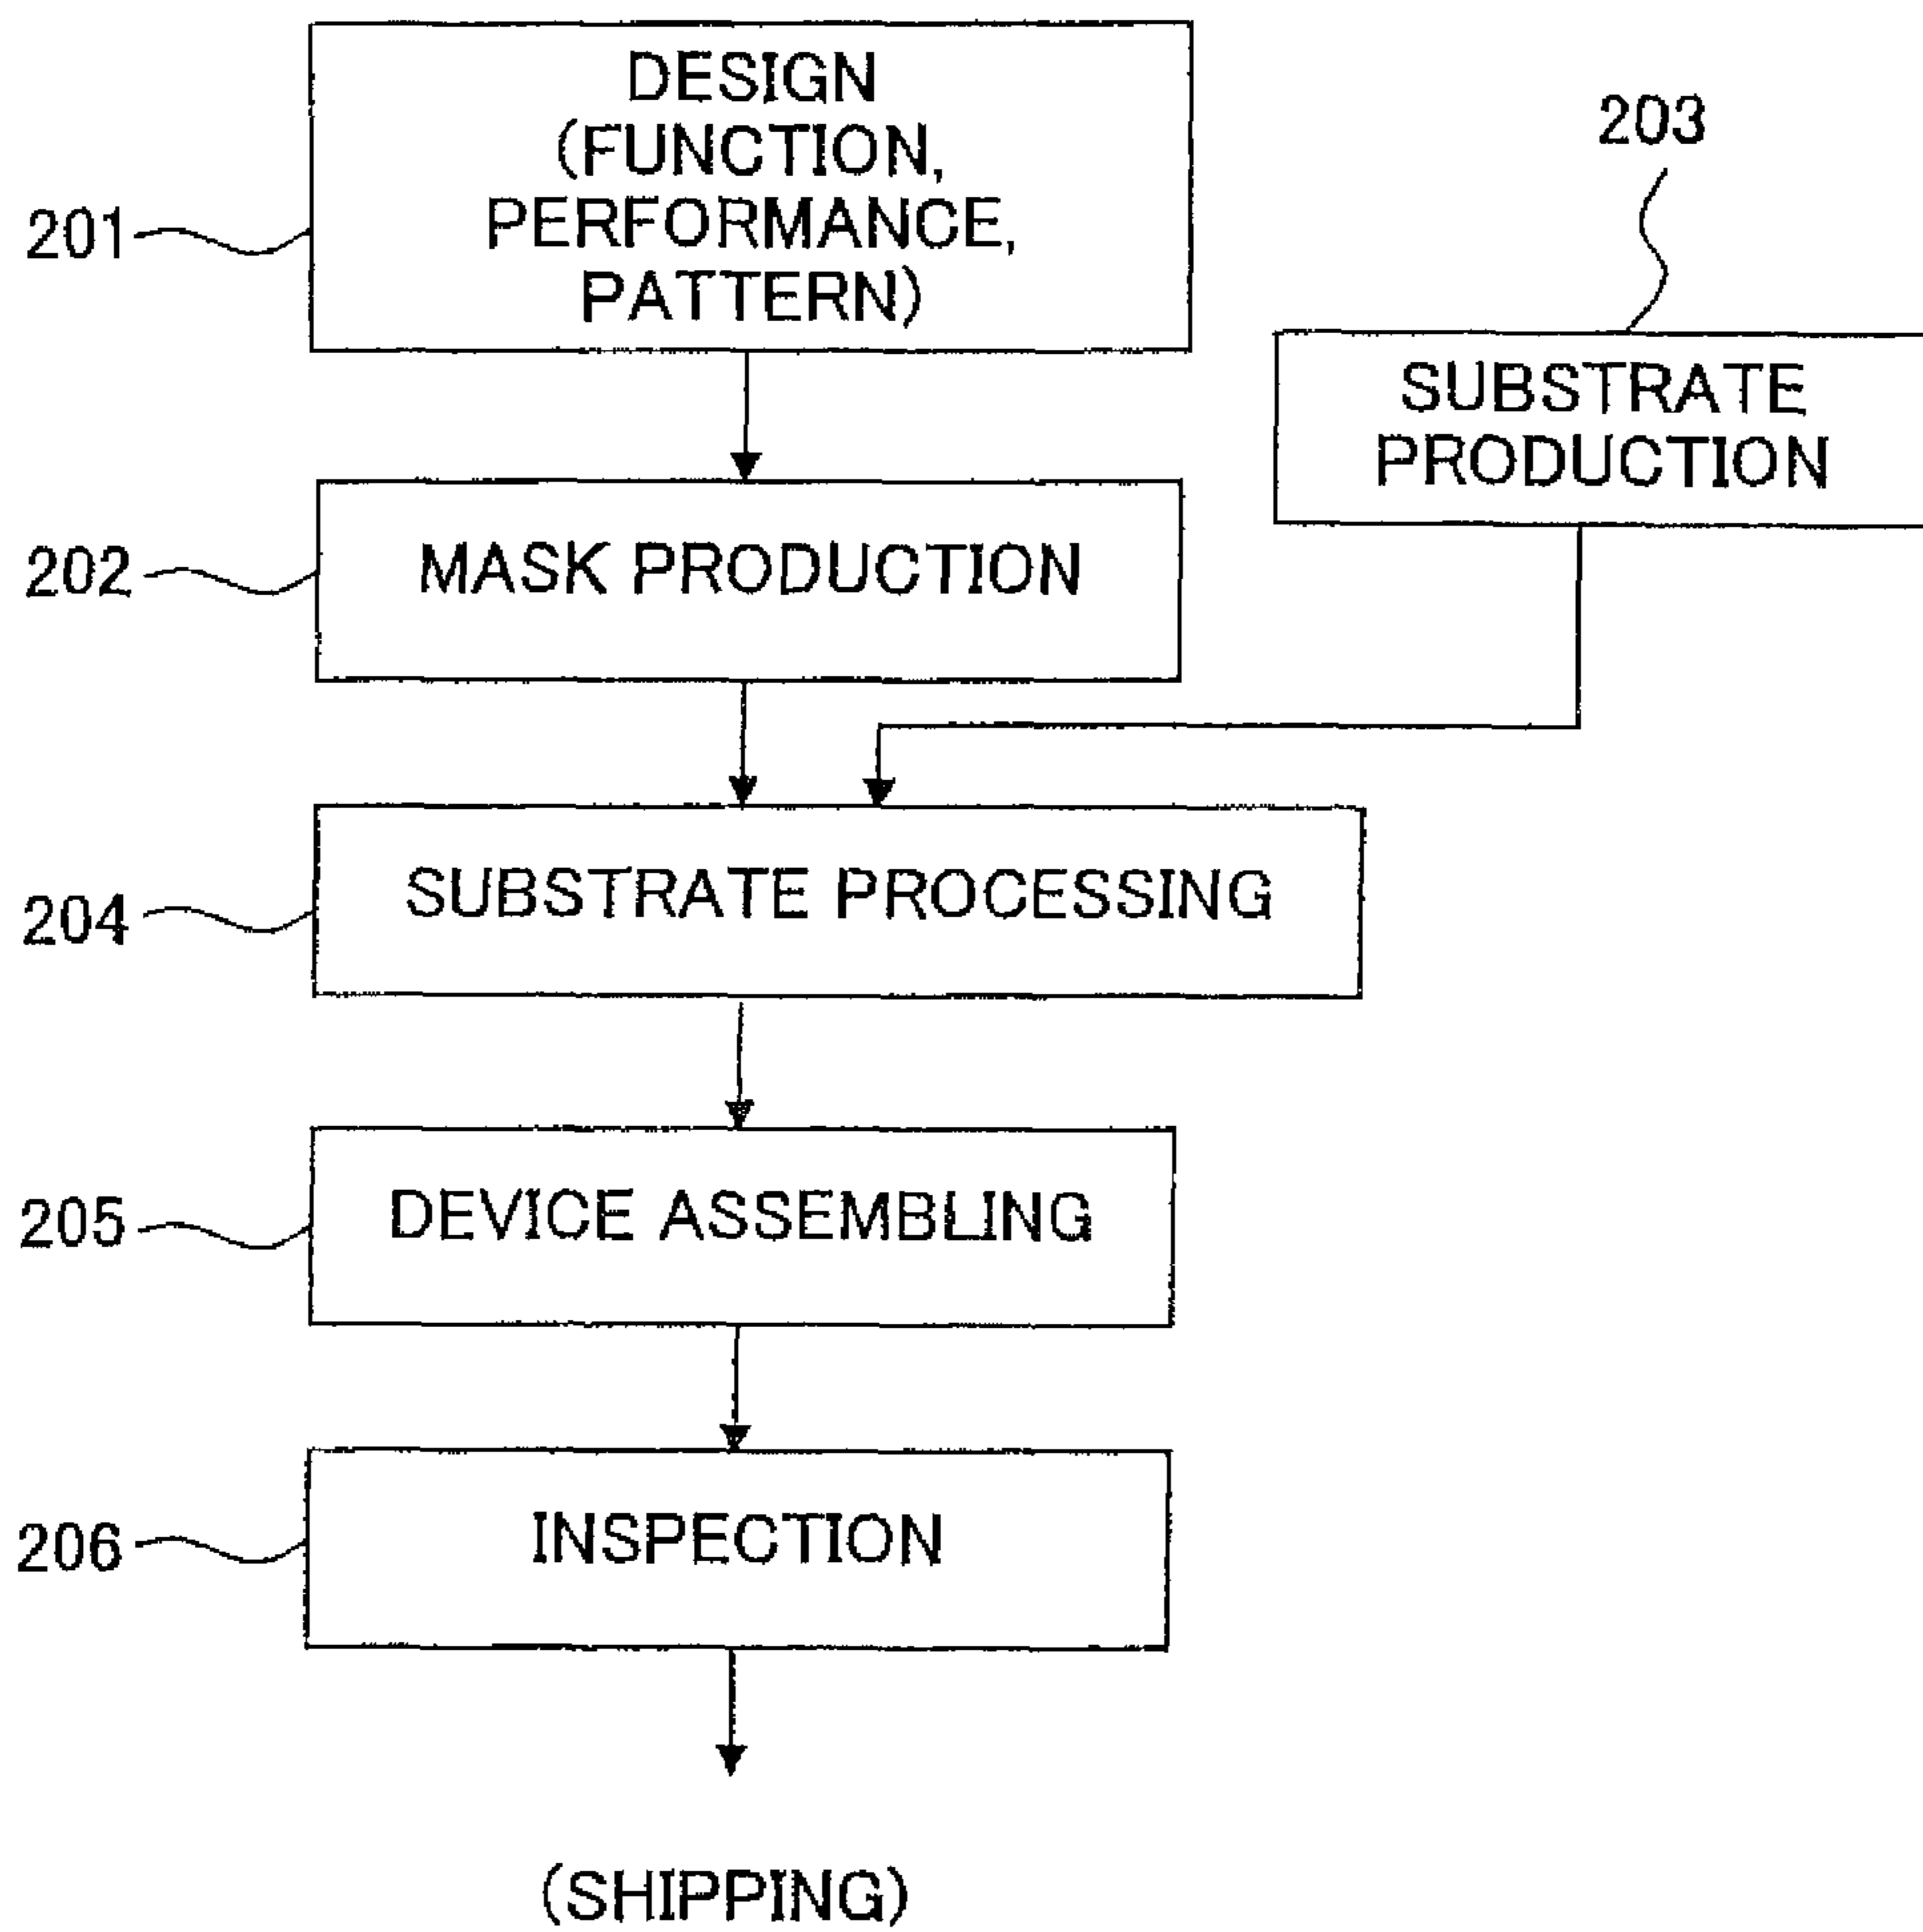 DESIGN
(FUNCTION,
PERFORMANCE,
PATTERN)
201
203
SUBSTRATE
PRODUCTION
202
MASK PRODUCTION
204
SUBSTRATE PROCESSING
205
DEVICE ASSEMBLING
206
INSPECTION
(SHIPPING)